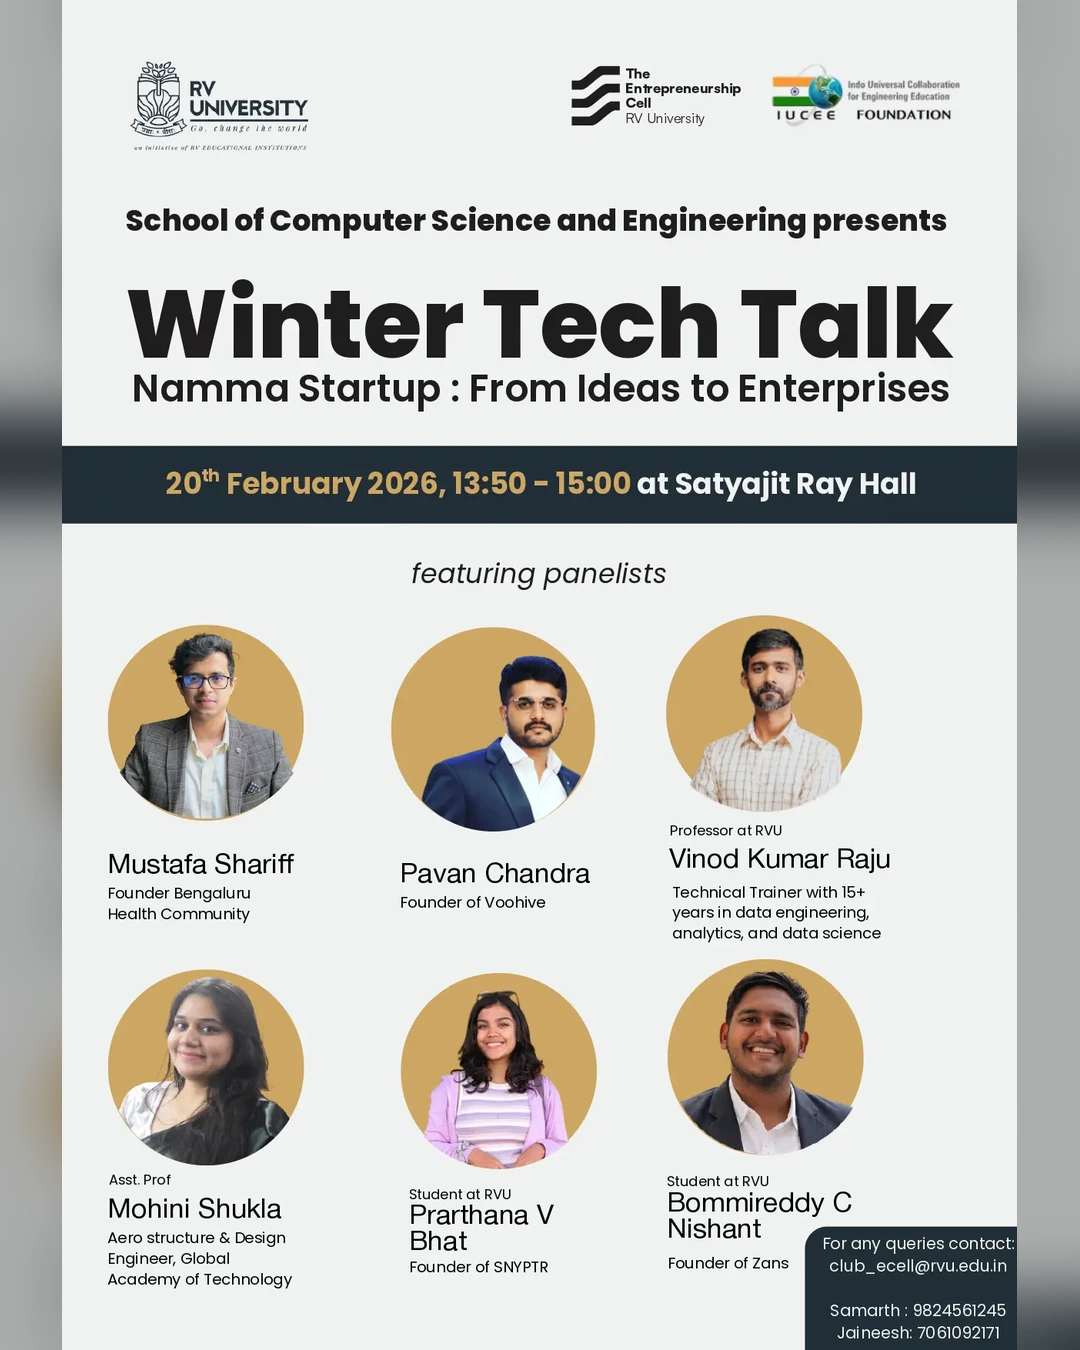 RV
UNIVERSITY
Go, change the world
an initiative of RV EDUCATIONAL INSTITUTIONS
The
Entrepreneurship
Cell
RV University
Indo Universal Collaboration
for Engineering Education
IUCEE FOUNDATION
School of Computer Science and Engineering presents
Winter Tech Talk
Namma Startup : From Ideas to Enterprises
20th February 2026, 13:50 - 15:00 at Satyajit Ray Hall
featuring panelists
Mustafa Shariff
Founder Bengaluru
Health Community
Pavan Chandra
Founder of Voohive
Professor at RVU
Vinod Kumar Raju
Technical Trainer with 15+
years in data engineering,
analytics, and data science
Asst. Prof
Mohini Shukla
Aero structure & Design
Engineer, Global
Academy of Technology
Student at RVU
Prarthana V
Bhat
Founder of SNYPTR
Student at RVU
Bommireddy C
Nishant
Founder of Zans
For any queries contact:
club_ecell@rvu.edu.in
Samarth : 9824561245
Jaineesh: 7061092171